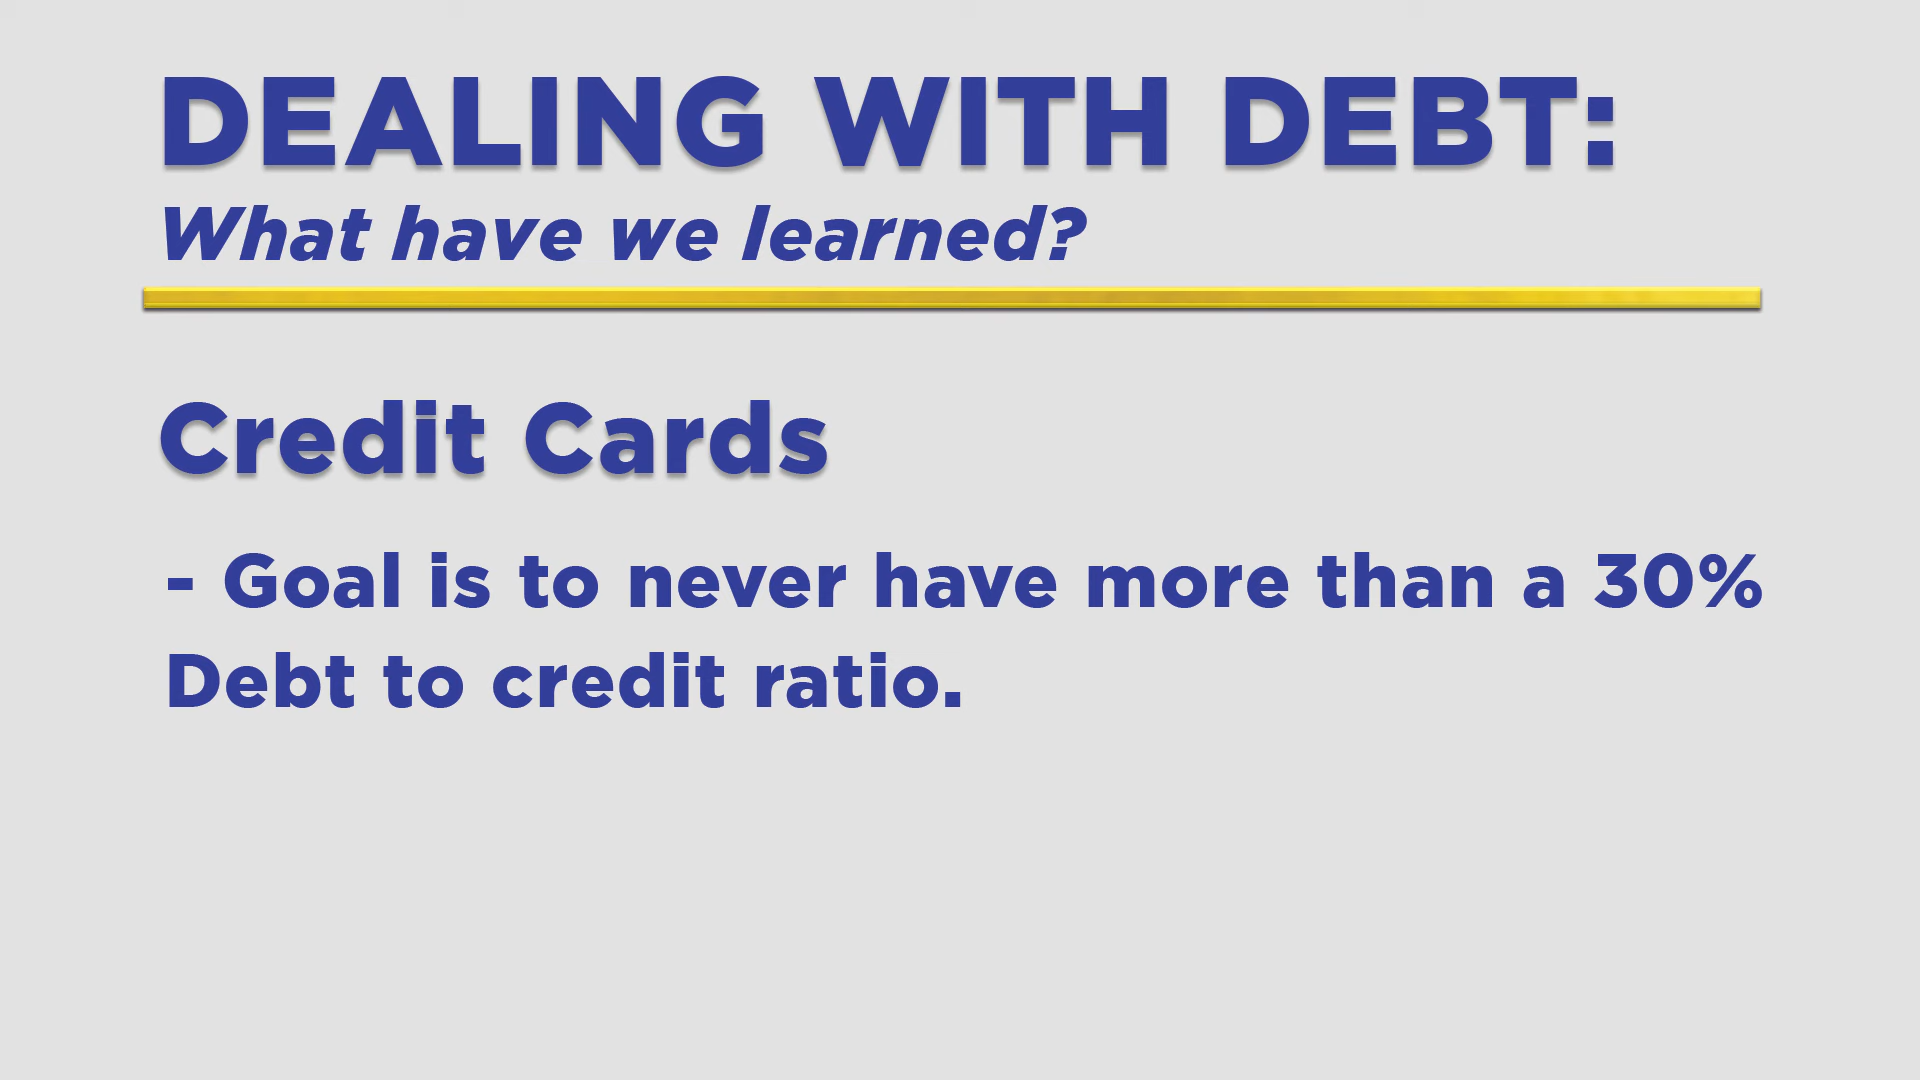 DEALING WITH DEBT:
What have we learned?
Credit Cards
- Goal is to never have more than a 30%
Debt to credit ratio.